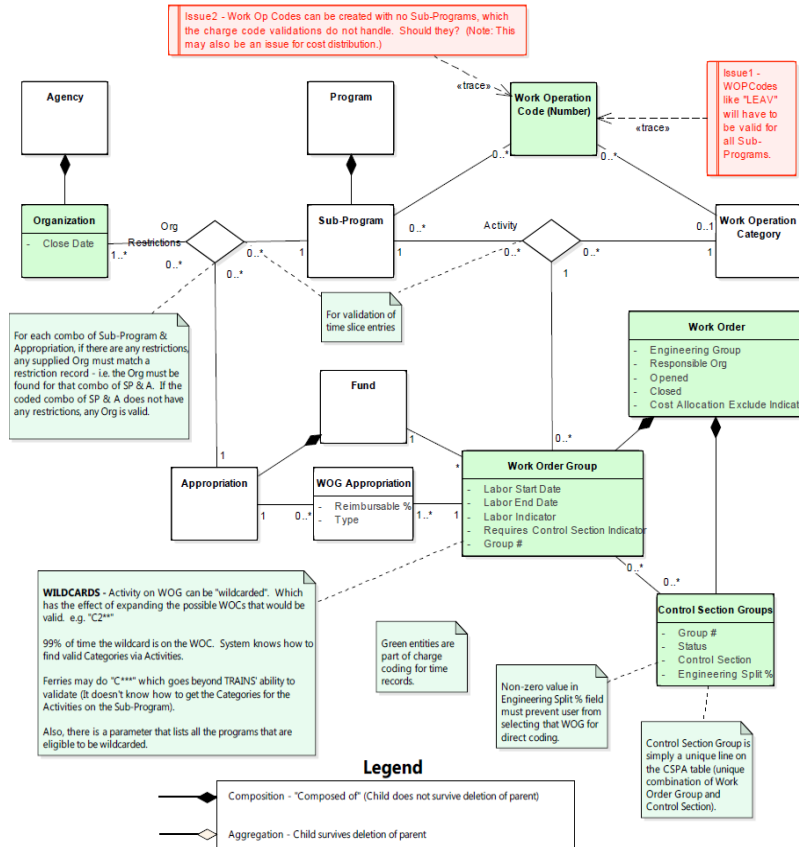 Issue2 - Work Op Codes can be created with no Sub-Programs, which
the charge code validations do not handle. Should they? (Note: This
may also be an issue for cost distribution.)
Issue1 -
WOPCodes
like "LEAV"
will have to
be valid for
all Sub-
Programs.
«trace»
«trace»
Agency
Program
Work Operation
Code (Number)
0..*
0..*
Organization
- Close Date
1..*
Org
Restrictions
0..*
0..*
0..*
1
Sub-Program
0..*
1
Activity
0..*
0..*
1
0..1
1
Work Operation
Category
For each combo of Sub-Program &
Appropriation, if there are any restrictions,
any supplied Org must match a
restriction record - i.e. the Org must be
found for that combo of SP & A. If the
coded combo of SP & A does not have
any restrictions, any Org is valid.
For validation of
time slice entries
Work Order
- Engineering Group
- Responsible Org
- Opened
- Closed
- Cost Allocation Exclude Indicat
Fund
1
*
0..*
1
Appropriation
1
0..*
WOG Appropriation
- Reimbursable %
- Type
1..*
1
Work Order Group
- Labor Start Date
- Labor End Date
- Labor Indicator
- Requires Control Section Indicator
- Group #
0..*
0..*
WILDCARDS - Activity on WOG can be "wildcarded". Which
has the effect of expanding the possible WOCs that would be
valid. e.g. "C2**"
99% of time the wildcard is on the WOC. System knows how to
find valid Categories via Activities.
Ferries may do "C***" which goes beyond TRAINS' ability to
validate (It doesn't know how to get the Categories for the
Activities on the Sub-Program).
Also, there is a parameter that lists all the programs that are
eligible to be wildcarded.
Green entities are
part of charge
coding for time
records.
Control Section Groups
- Group #
- Status
- Control Section
- Engineering Split %
Non-zero value in
Engineering Split % field
must prevent user from
selecting that WOG for
direct coding.
Control Section Group is
simply a unique line on
the CSPA table (unique
combination of Work
Order Group and
Control Section).
Legend
Composition - "Composed of" (Child does not survive deletion of parent)
Aggregation - Child survives deletion of parent